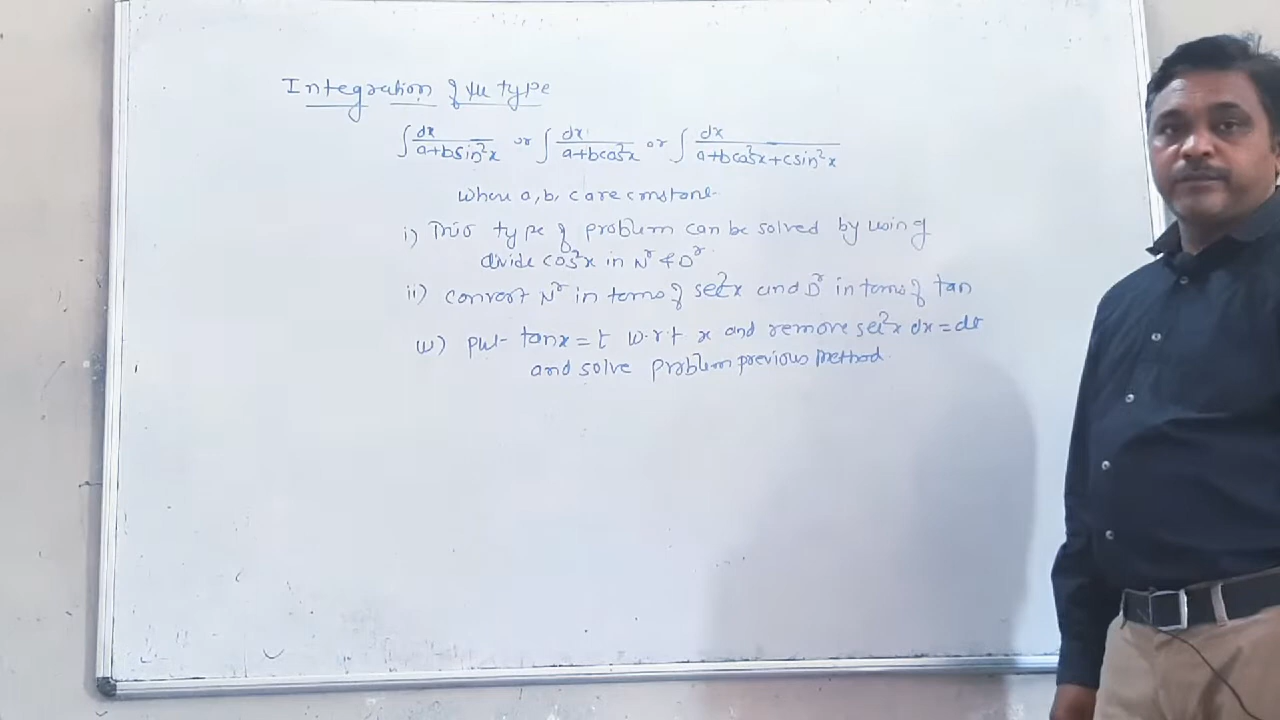 Integration of the type
∫ dx/(a+bsin²x) or ∫ dx/(a+bcos²x) or ∫ dx/(a+bcos²x+csin²x)
where a, b, c are constant
i) This type of problem can be solved by using
divide cos²x in Nʳ & Dʳ.
ii) convert Nʳ in terms of sec²x and Dʳ in terms of tan
put tanx = t w.r.t x and remove sec²x dx = dt
and solve problem previous method.